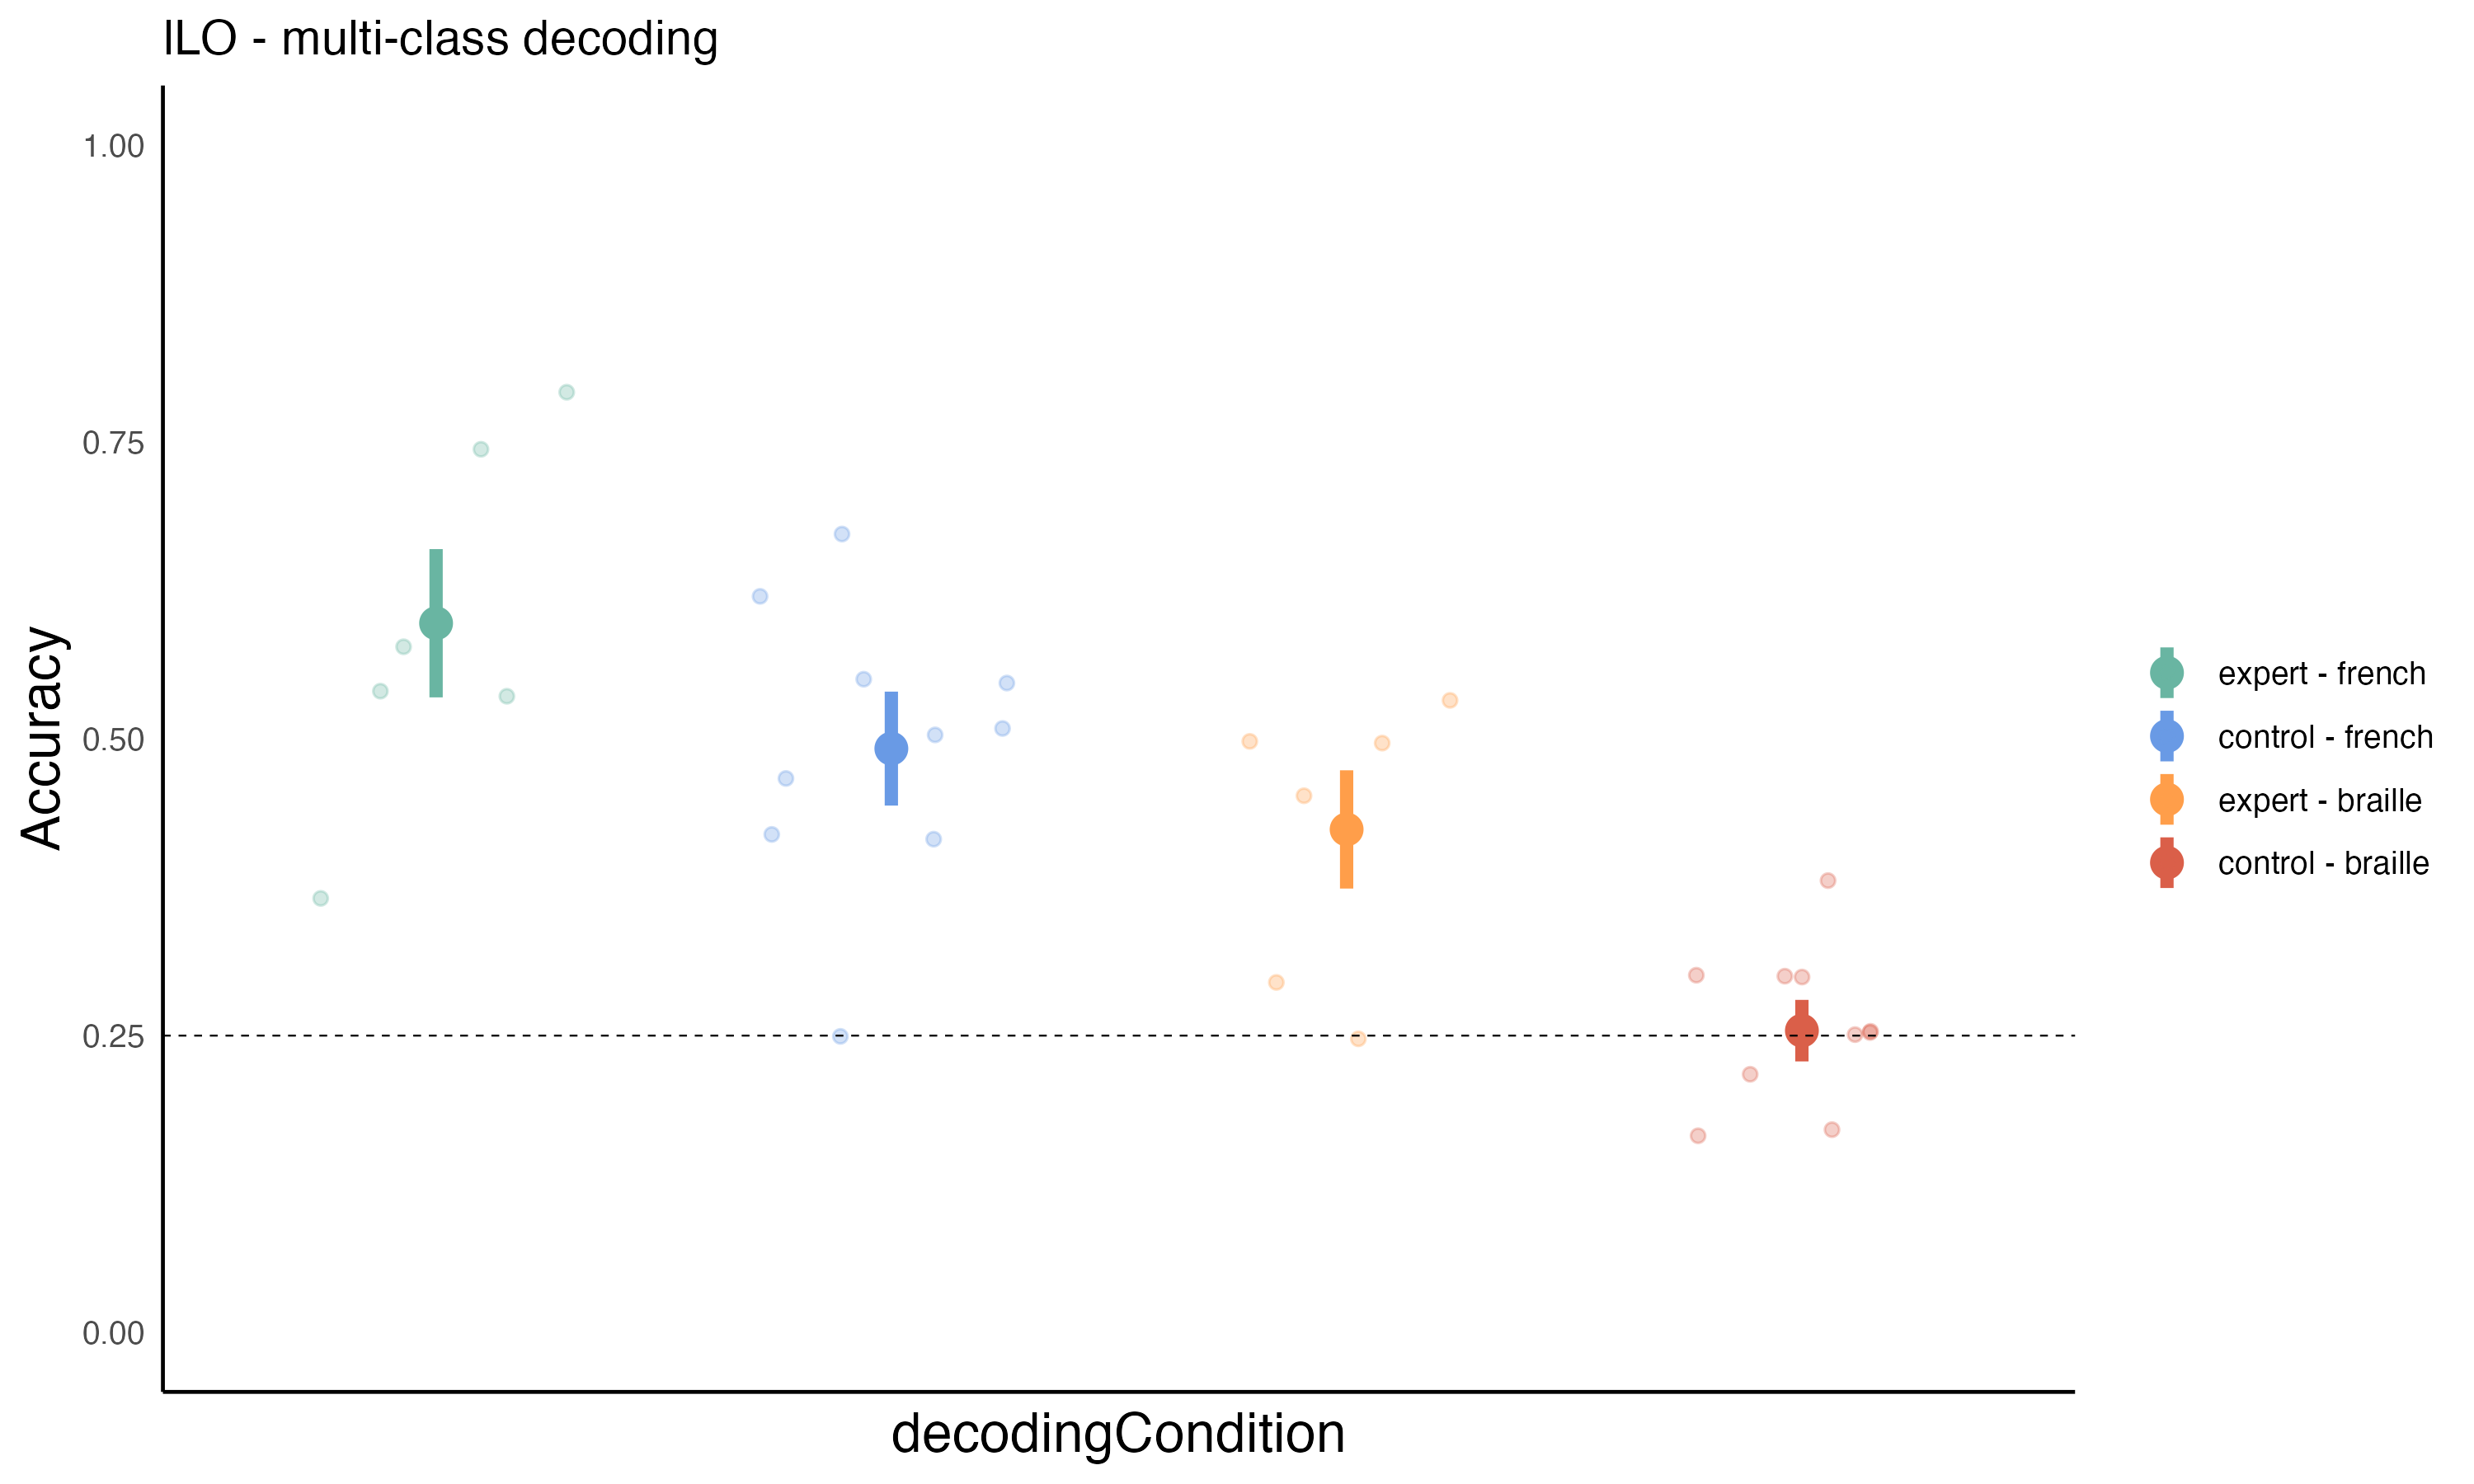 ILO - multi-class decoding
1.00
0.75
0.50
0.25
0.00
Accuracy
decodingCondition
expert - french
control - french
expert - braille
control - braille